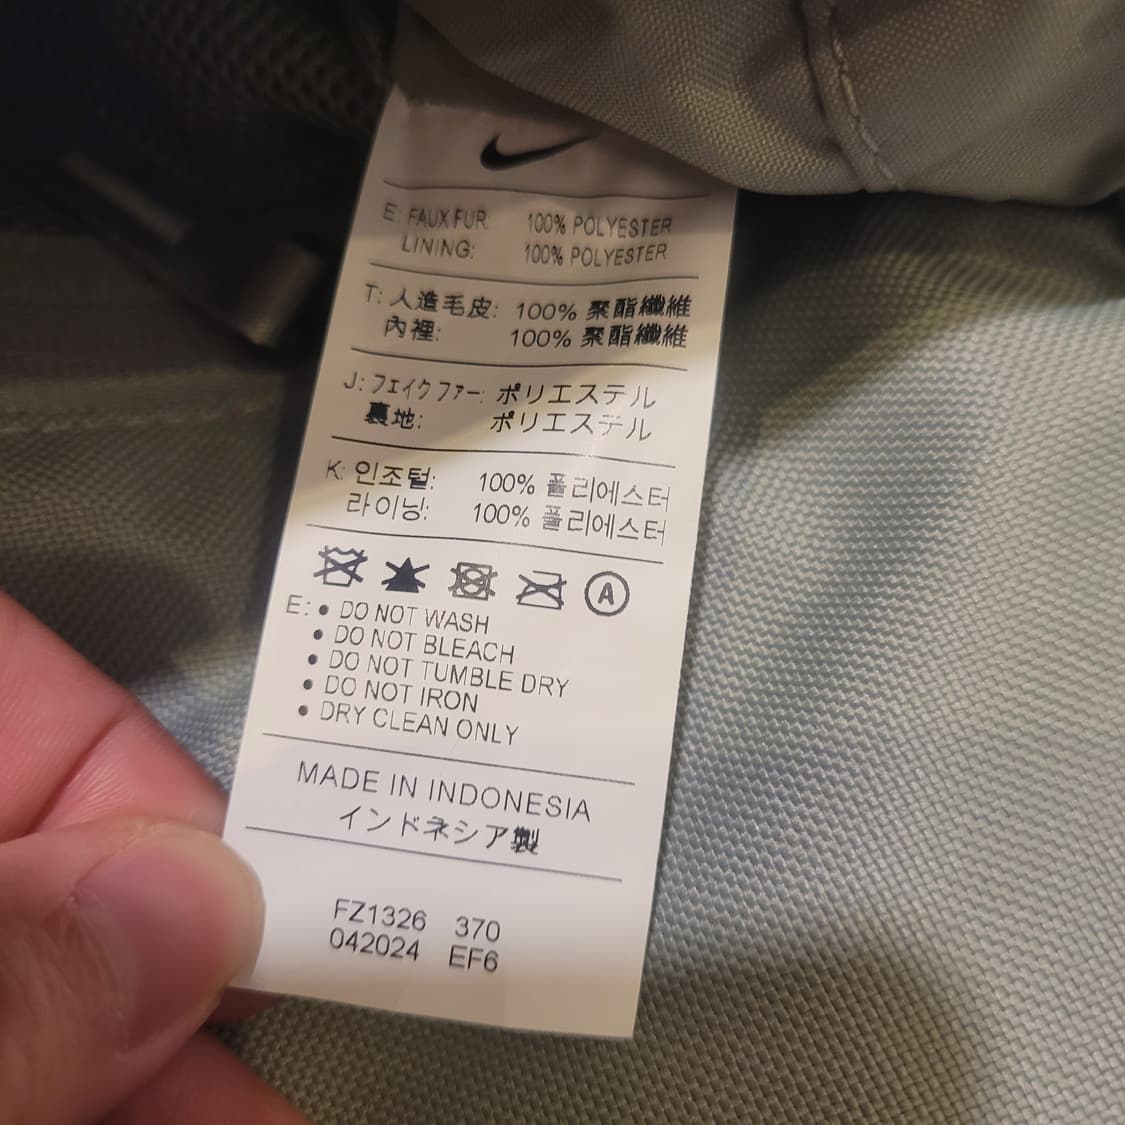 E: FAUX FUR: 100% POLYESTER
LINING: 100% POLYESTER
T: 人造毛皮: 100% 聚酯纖維
內裡: 100% 聚酯纖維
J: フェイクファー: ポリエステル
裏地: ポリエステル
K: 인조털: 100% 폴리에스터
라이닝: 100% 폴리에스터
A
E: • DO NOT WASH
• DO NOT BLEACH
• DO NOT TUMBLE DRY
• DO NOT IRON
• DRY CLEAN ONLY
MADE IN INDONESIA
インドネシア製
FZ1326 370
042024 EF6